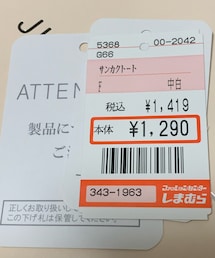 5368 00-2042
G66
サンカクトート
F 中白
税込 ¥1,419
本体 ¥1,290
343-1963
ファッションセンター
しまむら
ATTEN
製品に
ご
正しくお取り扱い
この下げ札は保管して